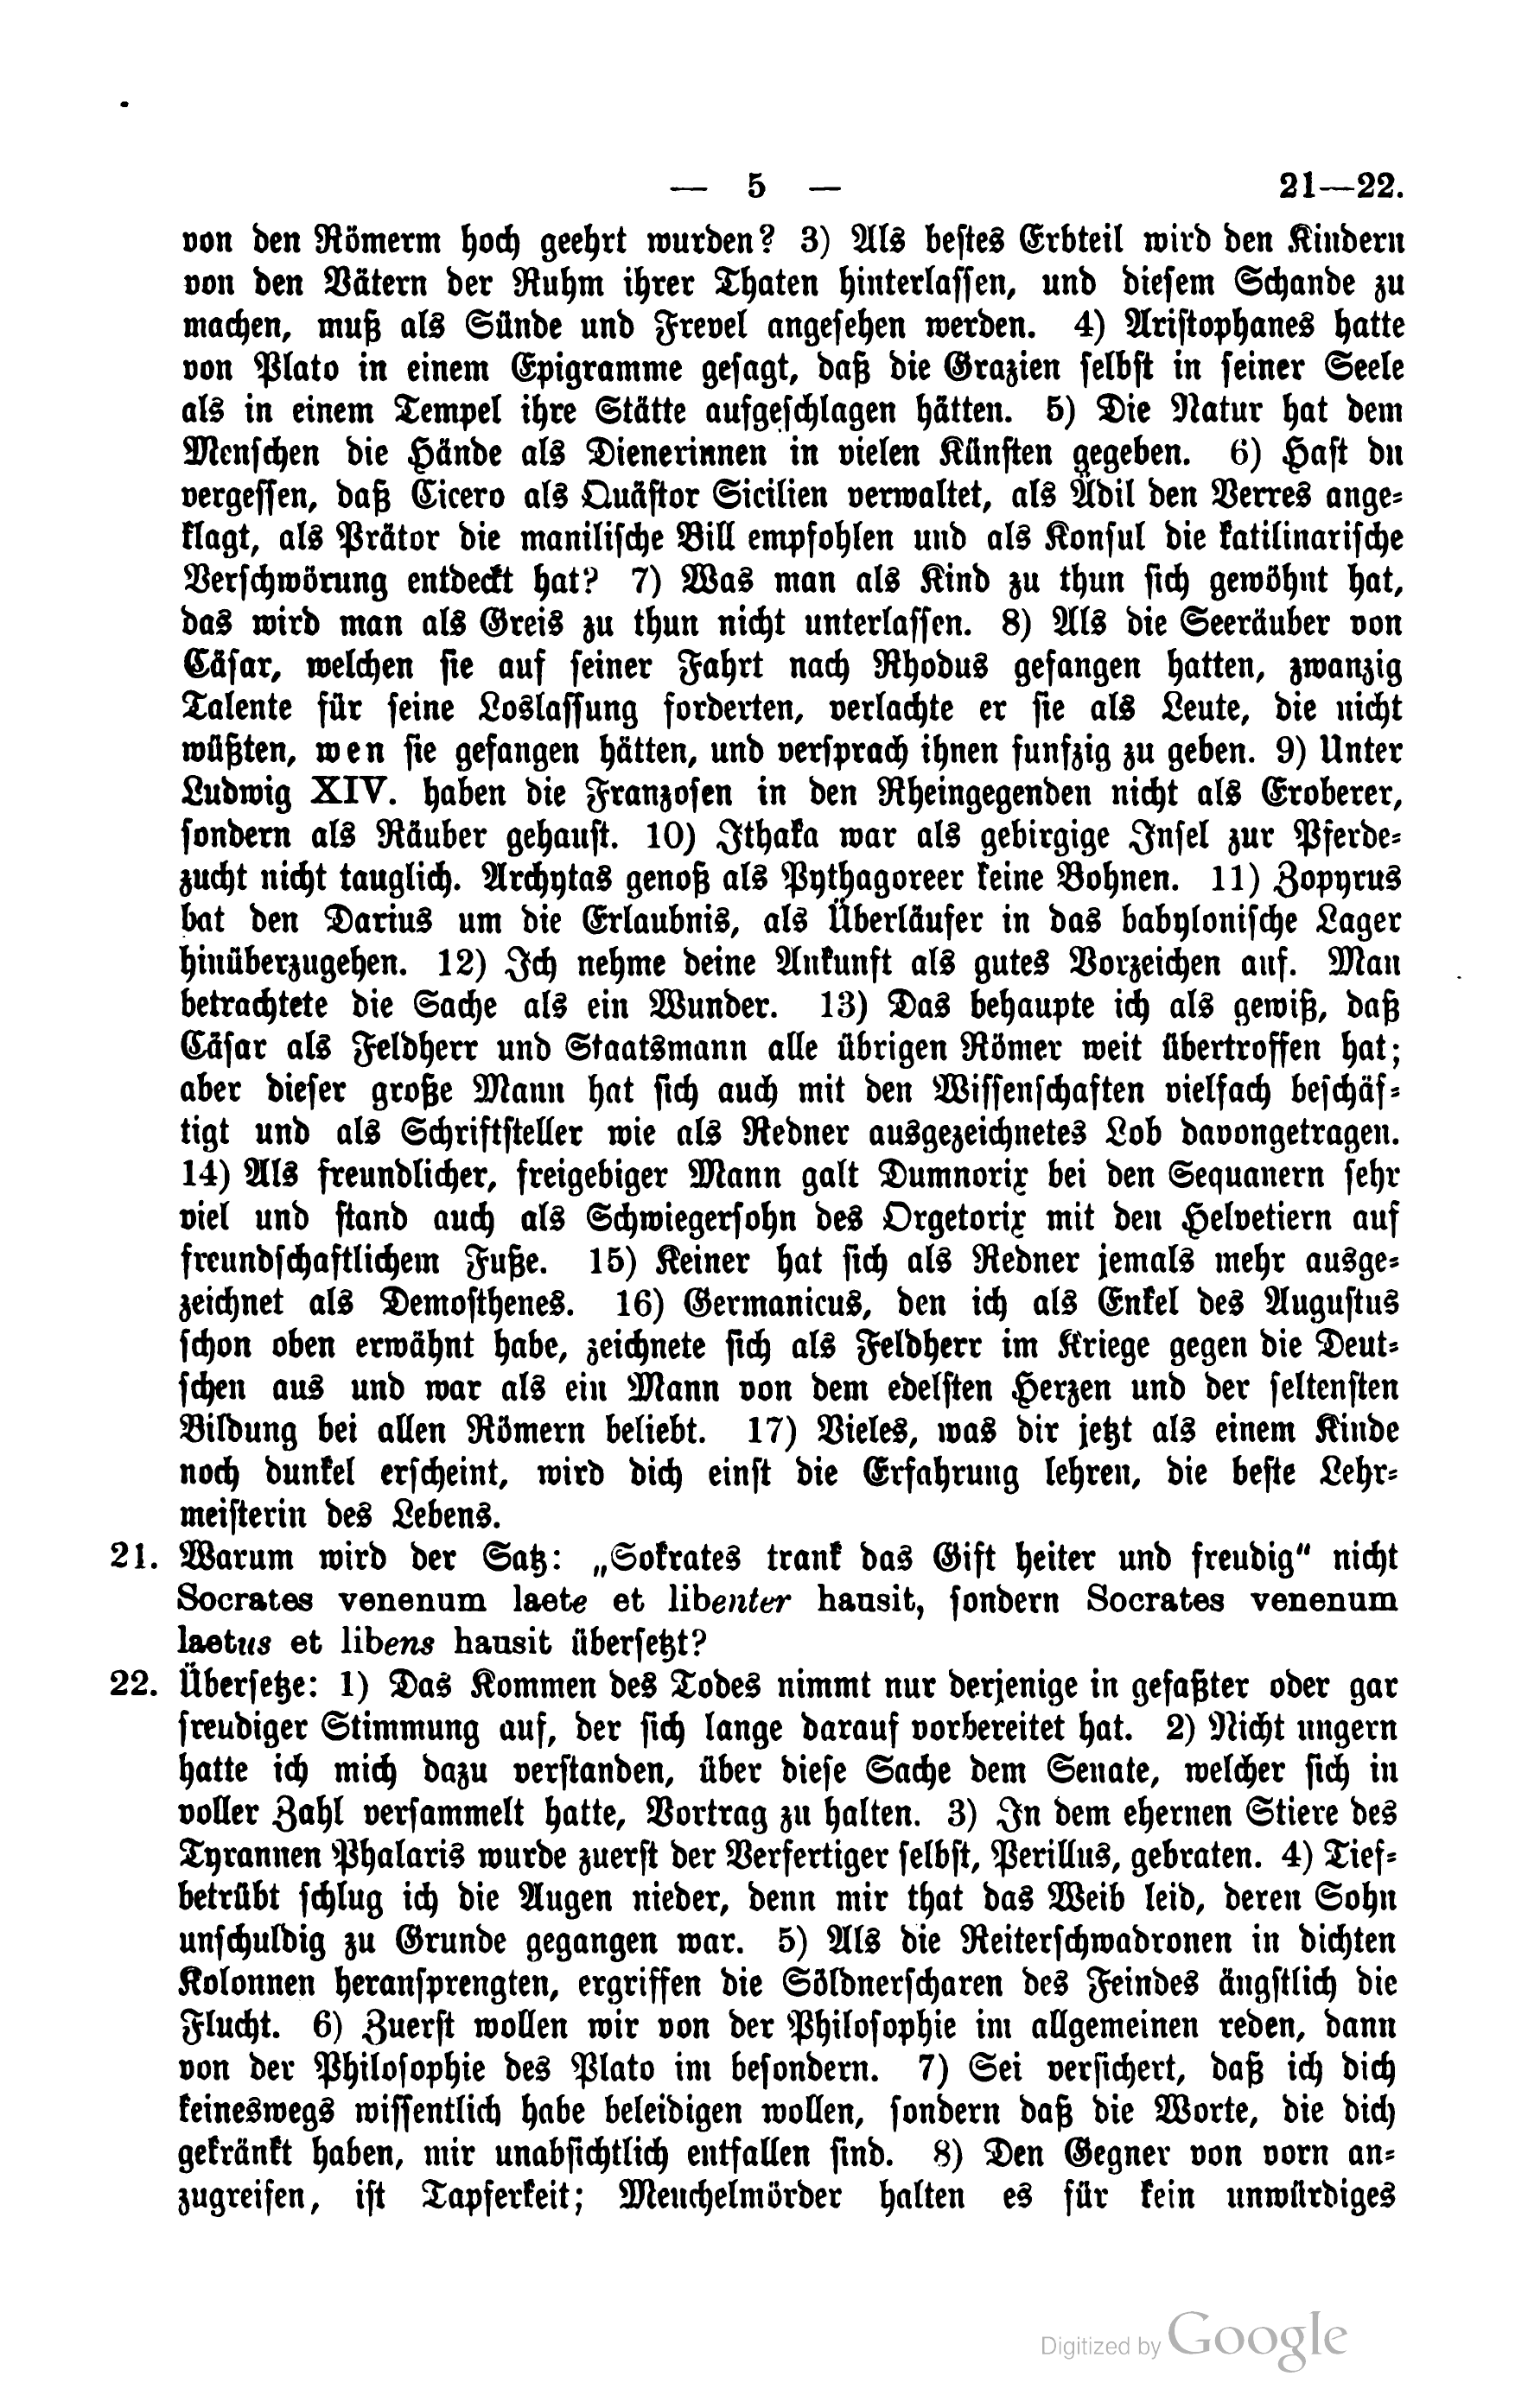 — 5 — 21—22.
von den Römerm hoch geehrt wurden? 3) Als bestes Erbteil wird den Kindern
von den Vätern der Ruhm ihrer Thaten hinterlassen, und diesem Schande zu
machen, muß als Sünde und Frevel angesehen werden. 4) Aristophanes hatte
von Plato in einem Epigramme gesagt, daß die Grazien selbst in seiner Seele
als in einem Tempel ihre Stätte aufgeschlagen hätten. 5) Die Natur hat dem
Menschen die Hände als Dienerinnen in vielen Künsten gegeben. 6) Hast du
vergessen, daß Cicero als Quästor Sicilien verwaltet, als Ädil den Verres ange-
klagt, als Prätor die manilische Bill empfohlen und als Konsul die katilinarische
Verschwörung entdeckt hat? 7) Was man als Kind zu thun sich gewöhnt hat,
das wird man als Greis zu thun nicht unterlassen. 8) Als die Seeräuber von
Cäsar, welchen sie auf seiner Fahrt nach Rhodus gefangen hatten, zwanzig
Talente für seine Loslassung forderten, verlachte er sie als Leute, die nicht
wüßten, wen sie gefangen hätten, und versprach ihnen funfzig zu geben. 9) Unter
Ludwig XIV. haben die Franzosen in den Rheingegenden nicht als Eroberer,
sondern als Räuber gehaust. 10) Ithaka war als gebirgige Insel zur Pferde-
zucht nicht tauglich. Archytas genoß als Pythagoreer keine Bohnen. 11) Zopyrus
bat den Darius um die Erlaubnis, als Überläufer in das babylonische Lager
hinüberzugehen. 12) Ich nehme deine Ankunft als gutes Vorzeichen auf. Man
betrachtete die Sache als ein Wunder. 13) Das behaupte ich als gewiß, daß
Cäsar als Feldherr und Staatsmann alle übrigen Römer weit übertroffen hat;
aber dieser große Mann hat sich auch mit den Wissenschaften vielfach beschäf-
tigt und als Schriftsteller wie als Redner ausgezeichnetes Lob davongetragen.
14) Als freundlicher, freigebiger Mann galt Dumnorix bei den Sequanern sehr
viel und stand auch als Schwiegersohn des Orgetorix mit den Helvetiern auf
freundschaftlichem Fuße. 15) Keiner hat sich als Redner jemals mehr ausge-
zeichnet als Demosthenes. 16) Germanicus, den ich als Enkel des Augustus
schon oben erwähnt habe, zeichnete sich als Feldherr im Kriege gegen die Deut-
schen aus und war als ein Mann von dem edelsten Herzen und der seltensten
Bildung bei allen Römern beliebt. 17) Vieles, was dir jetzt als einem Kinde
noch dunkel erscheint, wird dich einst die Erfahrung lehren, die beste Lehr-
meisterin des Lebens.
21. Warum wird der Satz: „Sokrates trank das Gift heiter und freudig“ nicht
Socrates venenum laete et libenter hausit, sondern Socrates venenum
laetus et libens hausit übersetzt?
22. Übersetze: 1) Das Kommen des Todes nimmt nur derjenige in gefaßter oder gar
freudiger Stimmung auf, der sich lange darauf vorbereitet hat. 2) Nicht ungern
hatte ich mich dazu verstanden, über diese Sache dem Senate, welcher sich in
voller Zahl versammelt hatte, Vortrag zu halten. 3) In dem ehernen Stiere des
Tyrannen Phalaris wurde zuerst der Verfertiger selbst, Perillus, gebraten. 4) Tief-
betrübt schlug ich die Augen nieder, denn mir that das Weib leid, deren Sohn
unschuldig zu Grunde gegangen war. 5) Als die Reiterschwadronen in dichten
Kolonnen heransprengten, ergriffen die Söldnerscharen des Feindes ängstlich die
Flucht. 6) Zuerst wollen wir von der Philosophie im allgemeinen reden, dann
von der Philosophie des Plato im besondern. 7) Sei versichert, daß ich dich
keineswegs wissentlich habe beleidigen wollen, sondern daß die Worte, die dich
gekränkt haben, mir unabsichtlich entfallen sind. 8) Den Gegner von vorn an-
zugreifen, ist Tapferkeit; Meuchelmörder halten es für kein unwürdiges
Digitized by Google